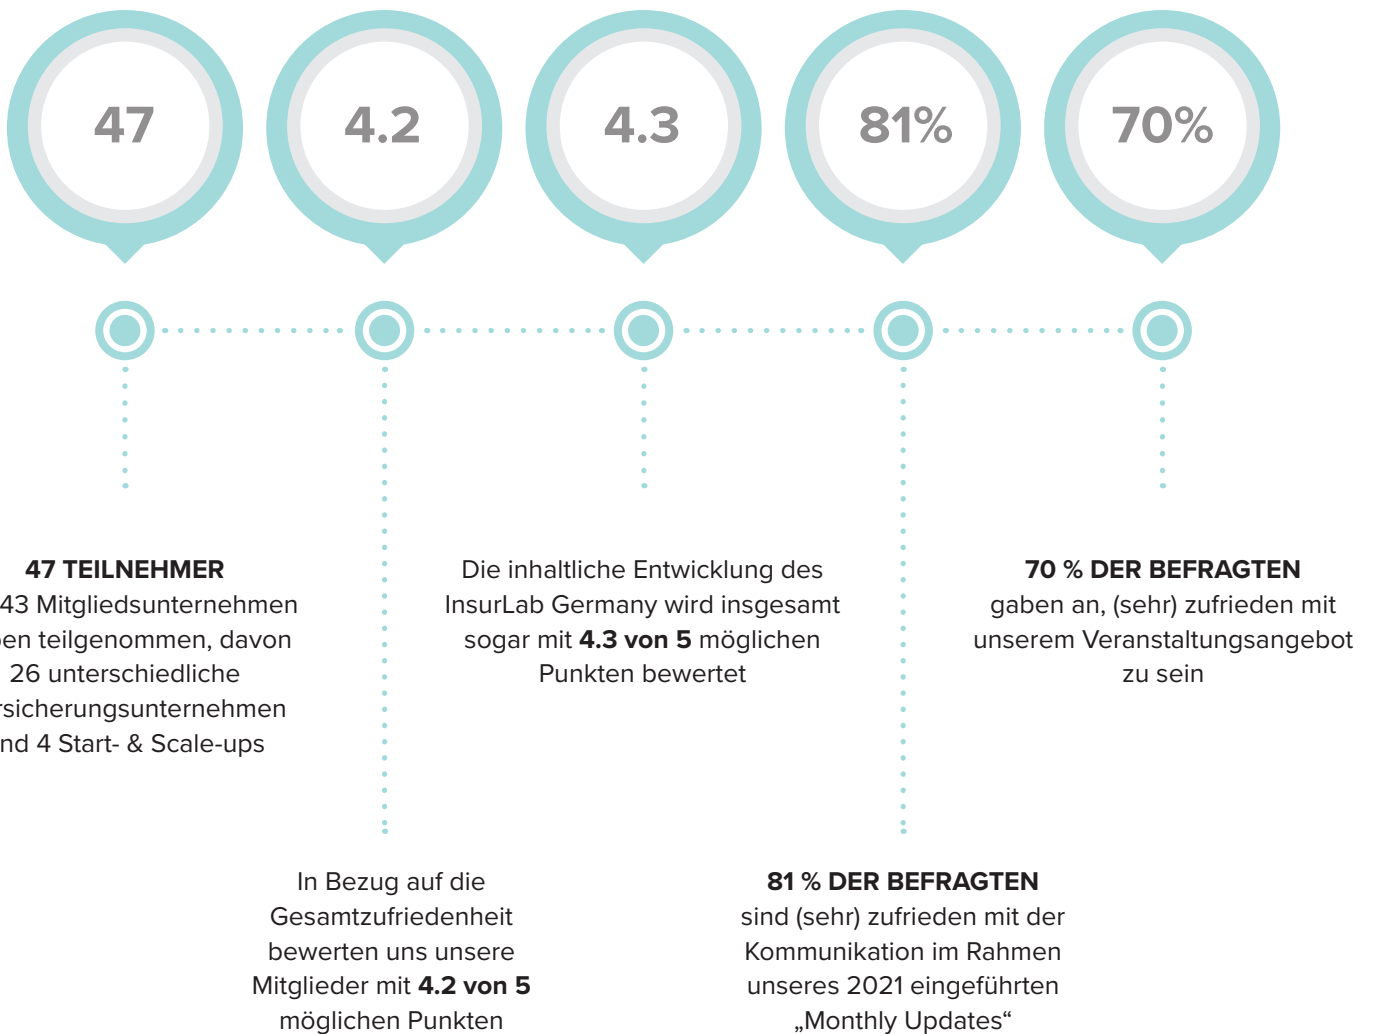 47
4.2
4.3
81%
70%
47 TEILNEHMER
43 Mitgliedsunternehmen
en teilgenommen, davon
26 unterschiedliche
rsicherungsunternehmen
nd 4 Start- & Scale-ups
In Bezug auf die
Gesamtzufriedenheit
bewerten uns unsere
Mitglieder mit 4.2 von 5
möglichen Punkten
Die inhaltliche Entwicklung des
InsurLab Germany wird insgesamt
sogar mit 4.3 von 5 möglichen
Punkten bewertet
81 % DER BEFRAGTEN
sind (sehr) zufrieden mit der
Kommunikation im Rahmen
unseres 2021 eingeführten
„Monthly Updates“
70 % DER BEFRAGTEN
gaben an, (sehr) zufrieden mit
unserem Veranstaltungsangebot
zu sein